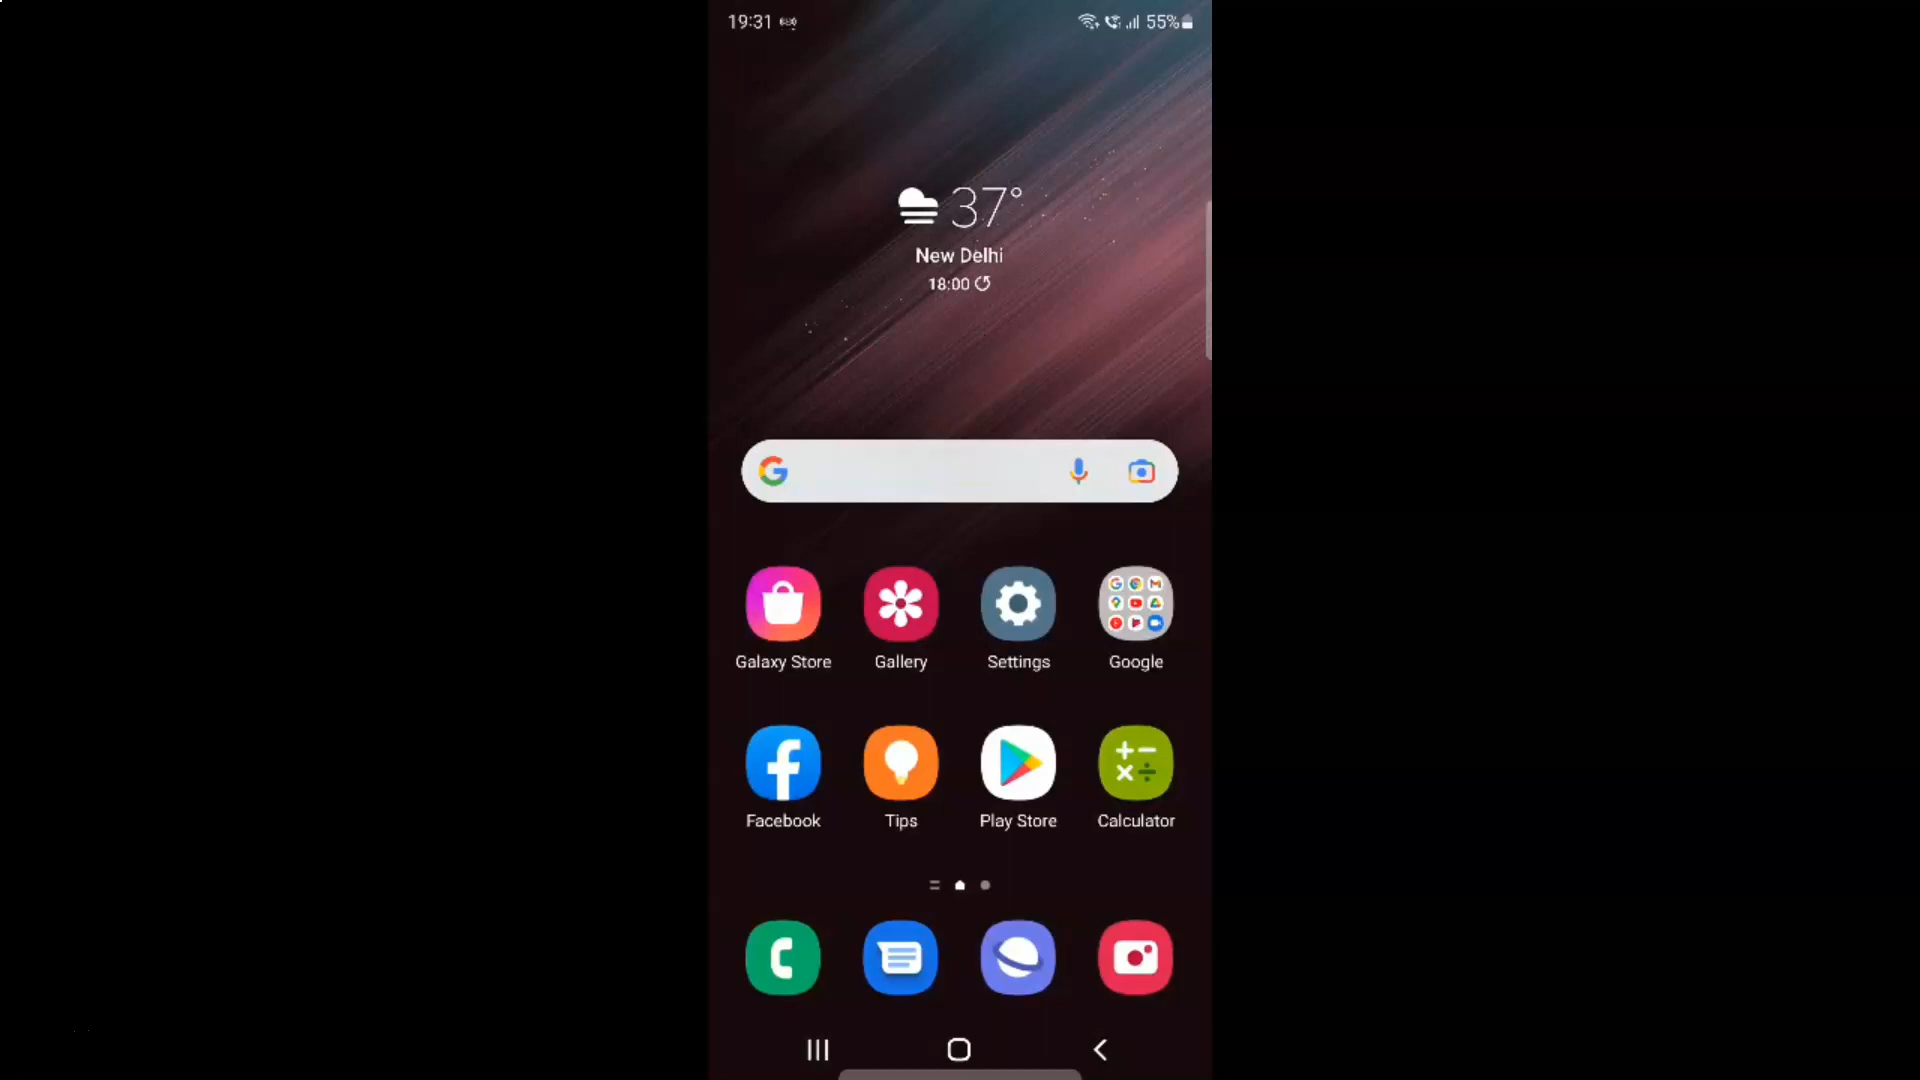 19:31
55%
37°
New Delhi
18:00
Galaxy Store Gallery Settings Google
Facebook Tips Play Store Calculator